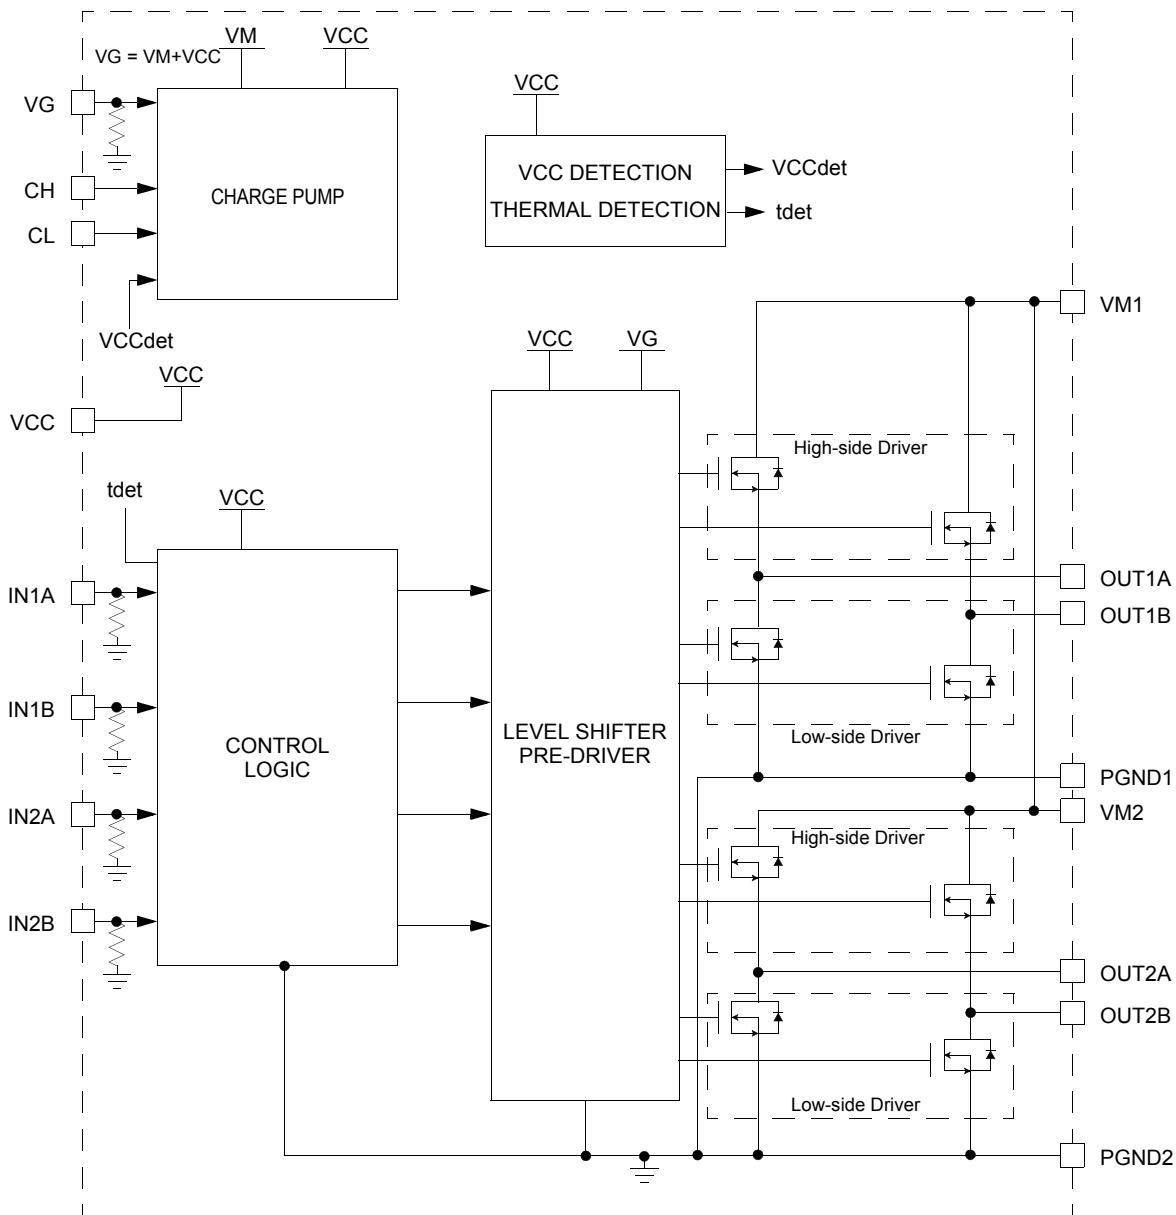 VG = VM+VCC
VM
VCC
VG
CH
CL
CHARGE PUMP
VCCdet
VCC
VCC DETECTION
THERMAL DETECTION
VCCdet
tdet
VCC
VCC
VM1
VCC
VG
tdet
VCC
IN1A
IN1B
IN2A
IN2B
CONTROL
LOGIC
LEVEL SHIFTER
PRE-DRIVER
High-side Driver
OUT1A
OUT1B
Low-side Driver
PGND1
VM2
High-side Driver
OUT2A
OUT2B
Low-side Driver
PGND2